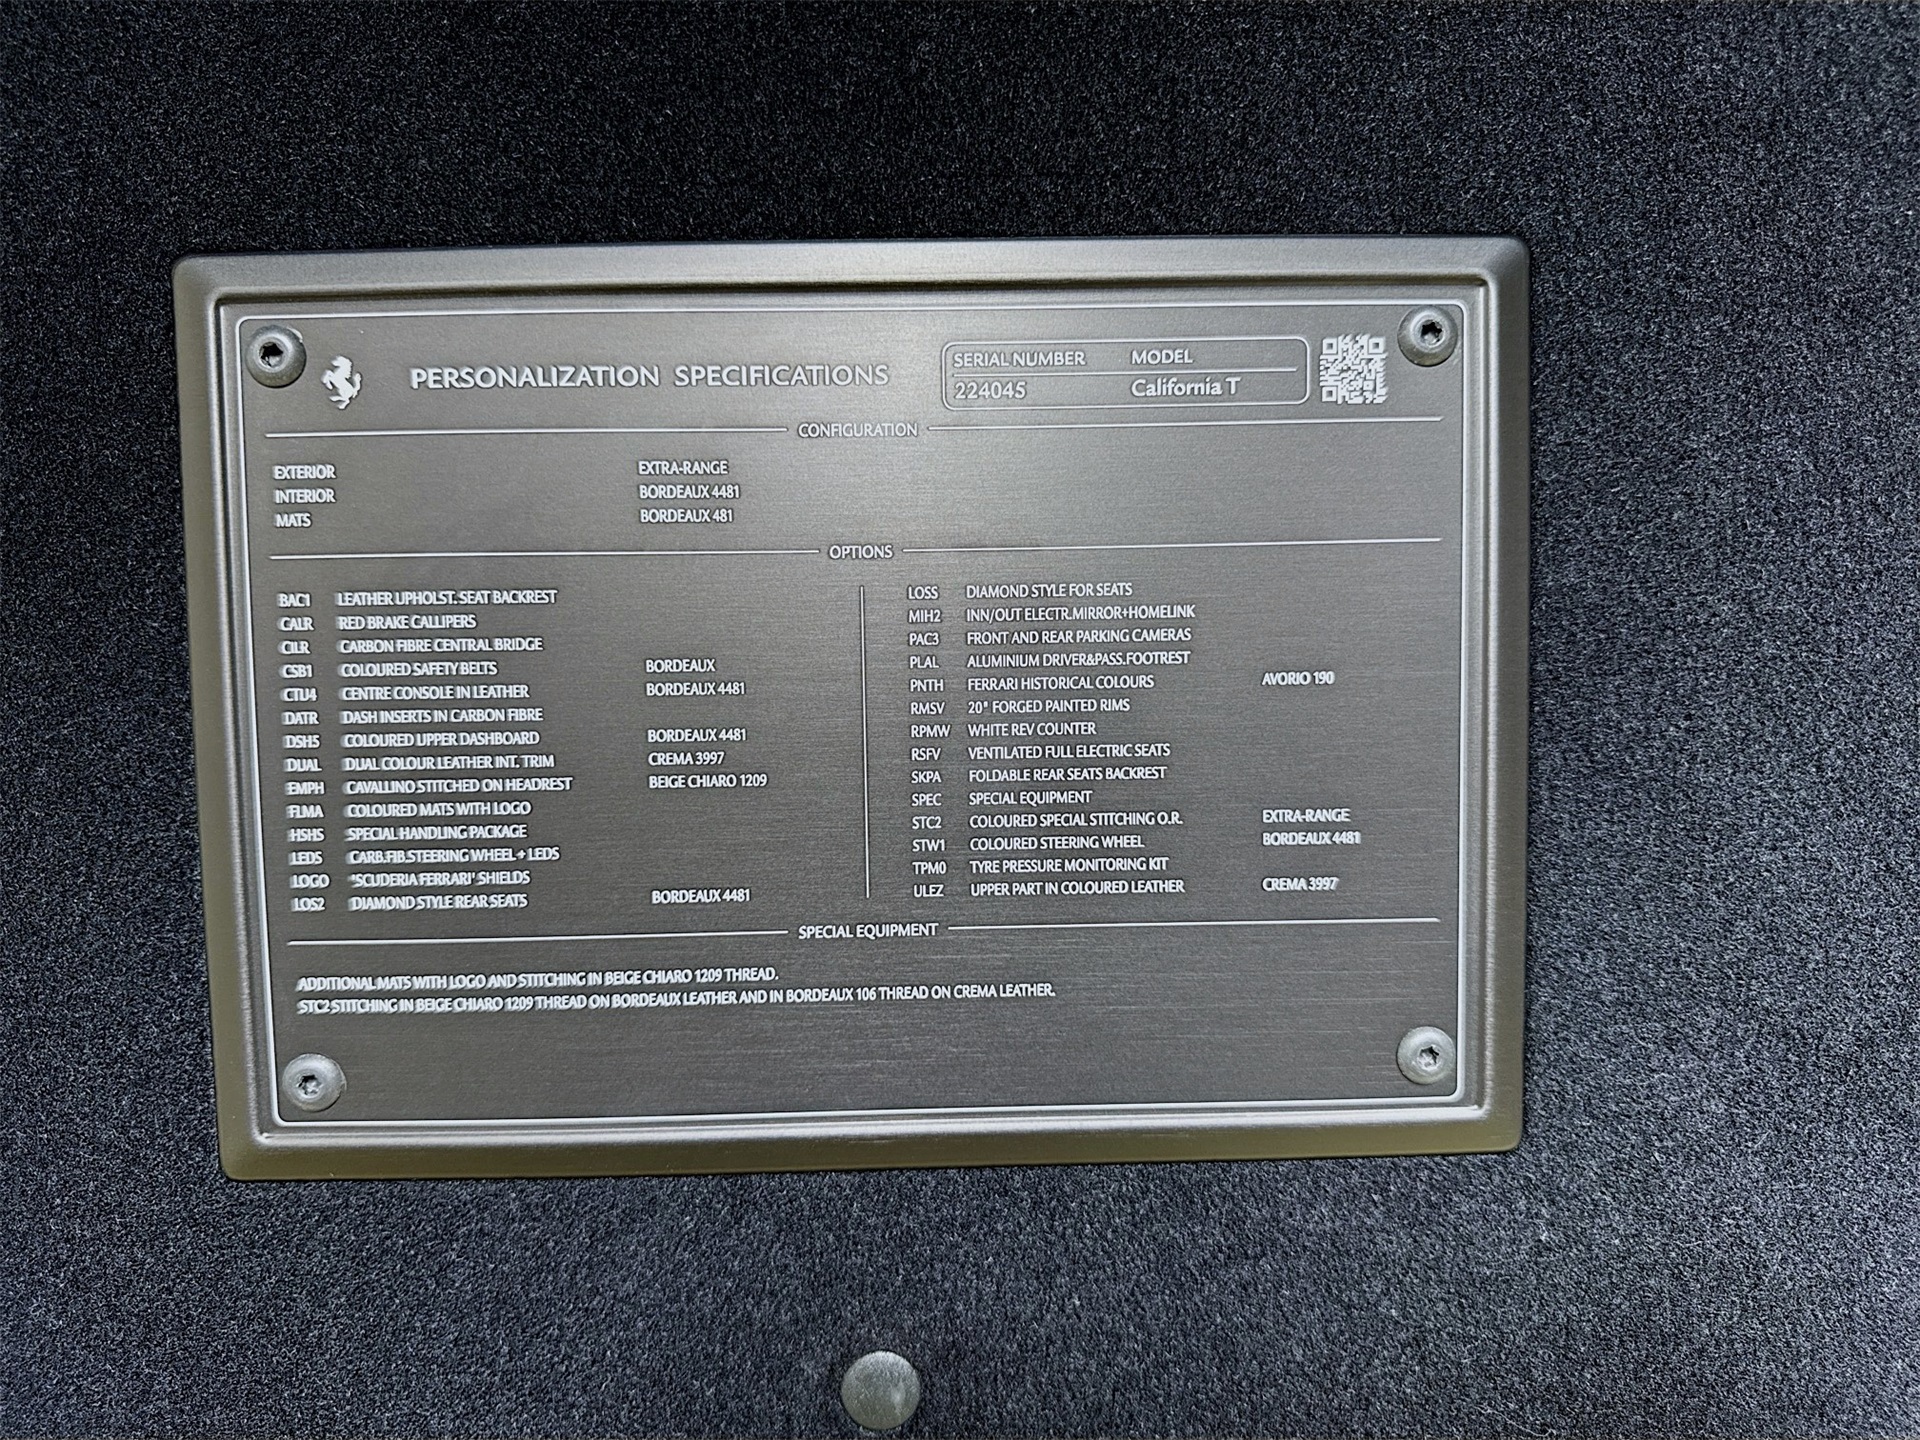 PERSONALIZATION SPECIFICATIONS
SERIAL NUMBER MODEL
224045 California T
CONFIGURATION
EXTERIOR EXTRA-RANGE
INTERIOR BORDEAUX 4481
MATS BORDEAUX 481
OPTIONS
BAC1 LEATHER UPHOLST. SEAT BACKREST
CALR RED BRAKE CALLIPERS
CILR CARBON FIBRE CENTRAL BRIDGE
CSB1 COLOURED SAFETY BELTS BORDEAUX
CTU4 CENTRE CONSOLE IN LEATHER BORDEAUX 4481
DATR DASH INSERTS IN CARBON FIBRE
DSH5 COLOURED UPPER DASHBOARD BORDEAUX 4481
DUAL DUAL COLOUR LEATHER INT. TRIM CREMA 3997
EMPH CAVALLINO STITCHED ON HEADREST BEIGE CHIARO 1209
FLMA COLOURED MATS WITH LOGO
HSHS SPECIAL HANDLING PACKAGE
LEDS CARB.FIB.STEERING WHEEL + LEDS
LOGO 'SCUDERIA FERRARI' SHIELDS
LOS2 DIAMOND STYLE REAR SEATS BORDEAUX 4481
LOSS DIAMOND STYLE FOR SEATS
MIH2 INN/OUT ELECTR.MIRROR+HOMELINK
PAC3 FRONT AND REAR PARKING CAMERAS
PLAL ALUMINIUM DRIVER&PASS.FOOTREST
PNTH FERRARI HISTORICAL COLOURS AVORIO 190
RMSV 20" FORGED PAINTED RIMS
RPMW WHITE REV COUNTER
RSFV VENTILATED FULL ELECTRIC SEATS
SKPA FOLDABLE REAR SEATS BACKREST
SPEC SPECIAL EQUIPMENT
STC2 COLOURED SPECIAL STITCHING O.R. EXTRA-RANGE
STW1 COLOURED STEERING WHEEL BORDEAUX 4481
TPM0 TYRE PRESSURE MONITORING KIT
ULEZ UPPER PART IN COLOURED LEATHER CREMA 3997
SPECIAL EQUIPMENT
ADDITIONAL MATS WITH LOGO AND STITCHING IN BEIGE CHIARO 1209 THREAD.
STC2 STITCHING IN BEIGE CHIARO 1209 THREAD ON BORDEAUX LEATHER AND IN BORDEAUX 106 THREAD ON CREMA LEATHER.